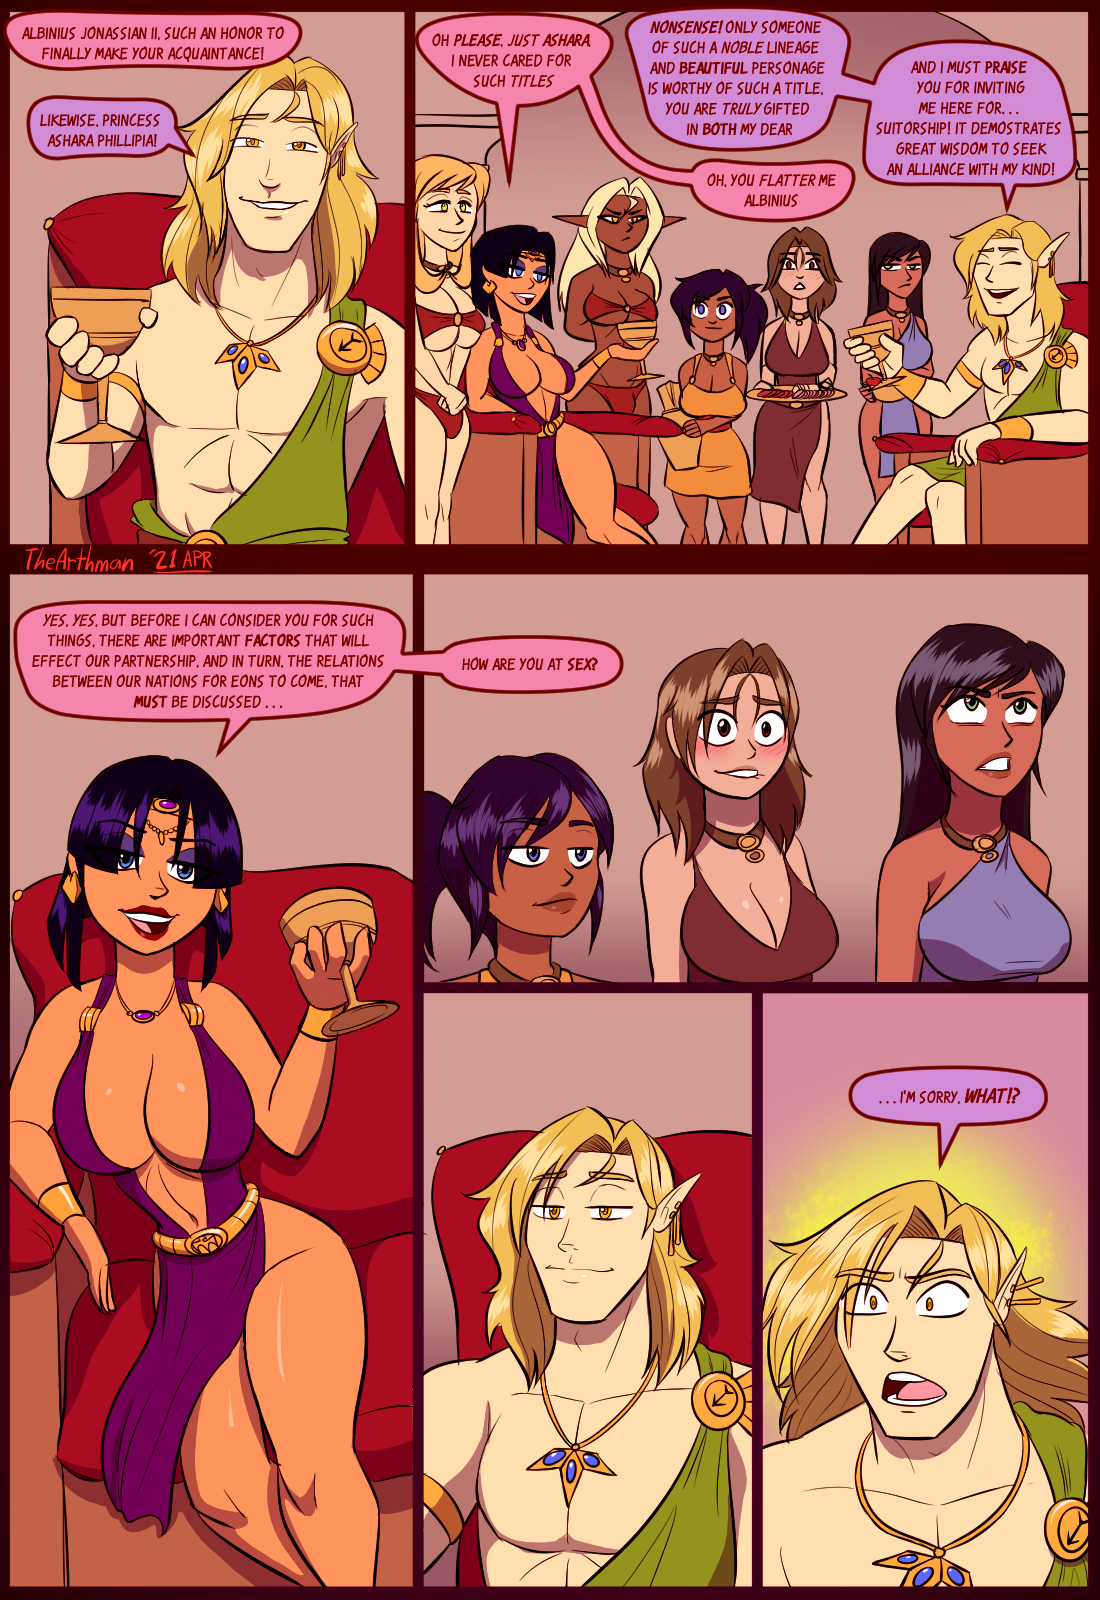 ALBINIUS JONASSIAN II, SUCH AN HONOR TO
FINALLY MAKE YOUR ACQUAINTANCE!
LIKEWISE, PRINCESS
ASHARA PHILLIPIA!
OH PLEASE, JUST ASHARA,
I NEVER CARED FOR
SUCH TITLES
NONSENSE! ONLY SOMEONE
OF SUCH A NOBLE LINEAGE
AND BEAUTIFUL PERSONAGE
IS WORTHY OF SUCH A TITLE,
YOU ARE TRULY GIFTED
IN BOTH MY DEAR
AND I MUST PRAISE
YOU FOR INVITING
ME HERE FOR. . .
SUITORSHIP! IT DEMOSTRATES
GREAT WISDOM TO SEEK
AN ALLIANCE WITH MY KIND!
OH, YOU FLATTER ME
ALBINIUS
TheArthman '21 APR
YES, YES, BUT BEFORE I CAN CONSIDER YOU FOR SUCH
THINGS, THERE ARE IMPORTANT FACTORS THAT WILL
EFFECT OUR PARTNERSHIP, AND IN TURN, THE RELATIONS
BETWEEN OUR NATIONS FOR EONS TO COME, THAT
MUST BE DISCUSSED . . .
HOW ARE YOU AT SEX?
. . . I'M SORRY, WHAT!?